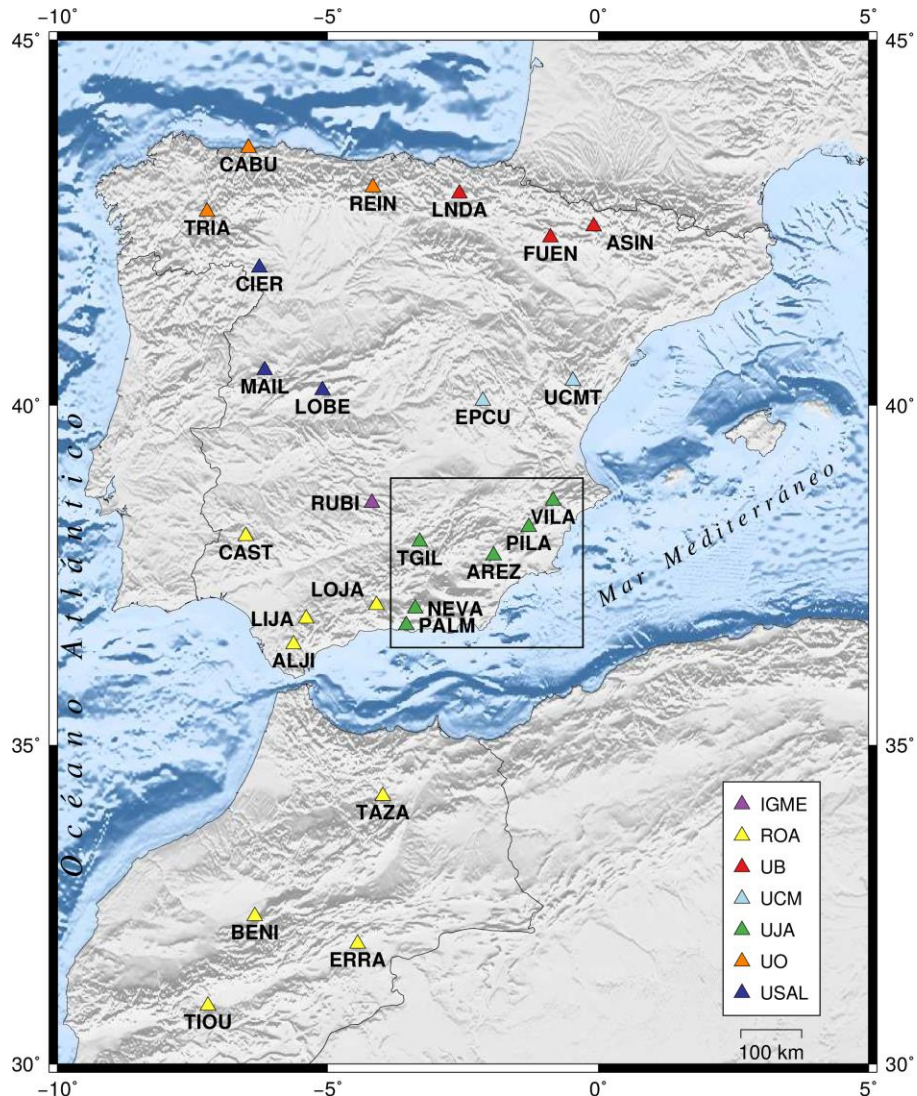 −10˚
−5˚
0˚
5˚
45˚
45˚
CABU
REIN
LNDA
TRIA
FUEN
ASIN
CIER
MAIL
LOBE
UCMT
EPCU
40˚
40˚
RUBI
VILA
CAST
TGIL
PILA
AREZ
LOJA
LIJA
NEVA
PALM
ALJI
Mar Mediterráneo
Océano Atlántico
35˚
35˚
TAZA
BENI
ERRA
TIOU
IGME
ROA
UB
UCM
UJA
UO
USAL
100 km
30˚
30˚
−10˚
−5˚
0˚
5˚